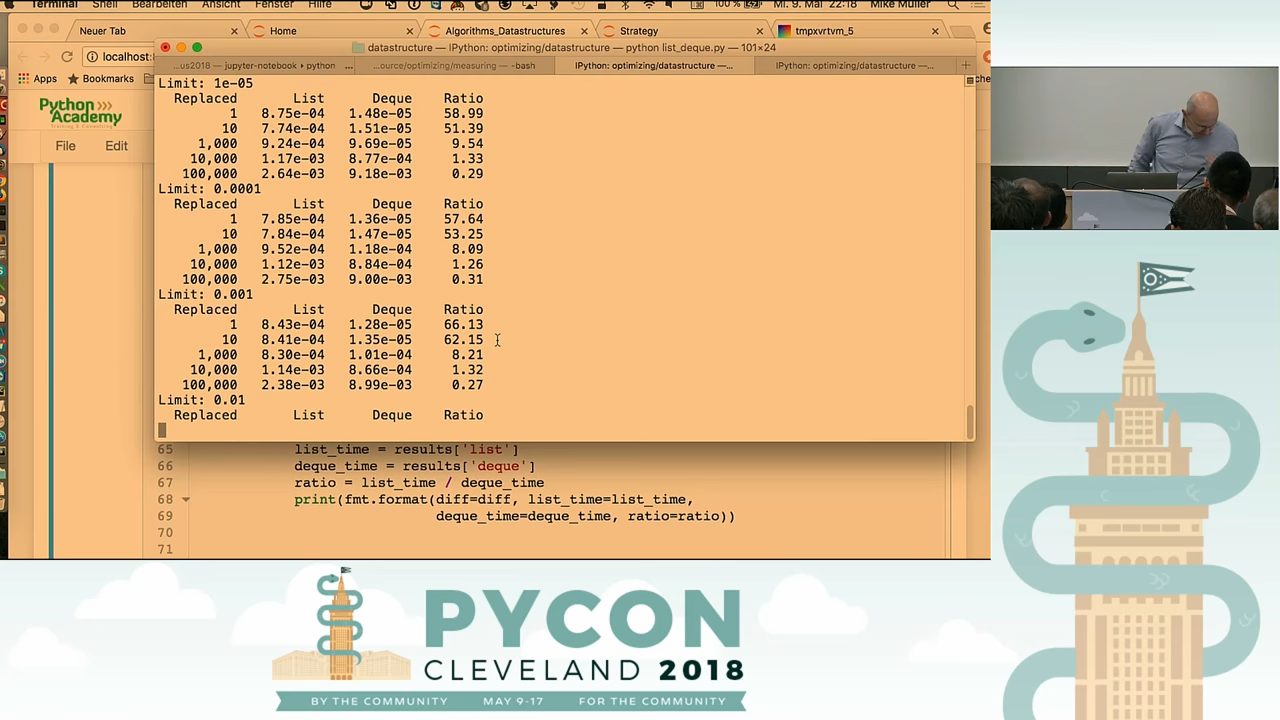 Terminal Shell Bearbeiten Ansicht Fenster Hilfe 100 % Mi. 9. Mai 22:18 Mike Müller
Neuer Tab Home Algorithms_Datastructures Strategy tmpxvrtvm_5
datastructure — IPython: optimizing/datastructure — python list_deque.py — 101×24
localhost:
...us2018 — jupyter-notebook ▸ python ... ...ource/optimizing/measuring — -bash IPython: optimizing/datastructure —... IPython: optimizing/datastructure —...
Apps Bookmarks
Python Academy
Training & Consulting
File Edit
Limit: 1e-05
Replaced List Deque Ratio
1 8.75e-04 1.48e-05 58.99
10 7.74e-04 1.51e-05 51.39
1,000 9.24e-04 9.69e-05 9.54
10,000 1.17e-03 8.77e-04 1.33
100,000 2.64e-03 9.18e-03 0.29
Limit: 0.0001
Replaced List Deque Ratio
1 7.85e-04 1.36e-05 57.64
10 7.84e-04 1.47e-05 53.25
1,000 9.52e-04 1.18e-04 8.09
10,000 1.12e-03 8.84e-04 1.26
100,000 2.75e-03 9.00e-03 0.31
Limit: 0.001
Replaced List Deque Ratio
1 8.43e-04 1.28e-05 66.13
10 8.41e-04 1.35e-05 62.15
1,000 8.30e-04 1.01e-04 8.21
10,000 1.14e-03 8.66e-04 1.32
100,000 2.38e-03 8.99e-03 0.27
Limit: 0.01
Replaced List Deque Ratio
65 list_time = results['list']
66 deque_time = results['deque']
67 ratio = list_time / deque_time
68 print(fmt.format(diff=diff, list_time=list_time,
69 deque_time=deque_time, ratio=ratio))
70
71
PYCON
CLEVELAND 2018
BY THE COMMUNITY MAY 9-17 FOR THE COMMUNITY